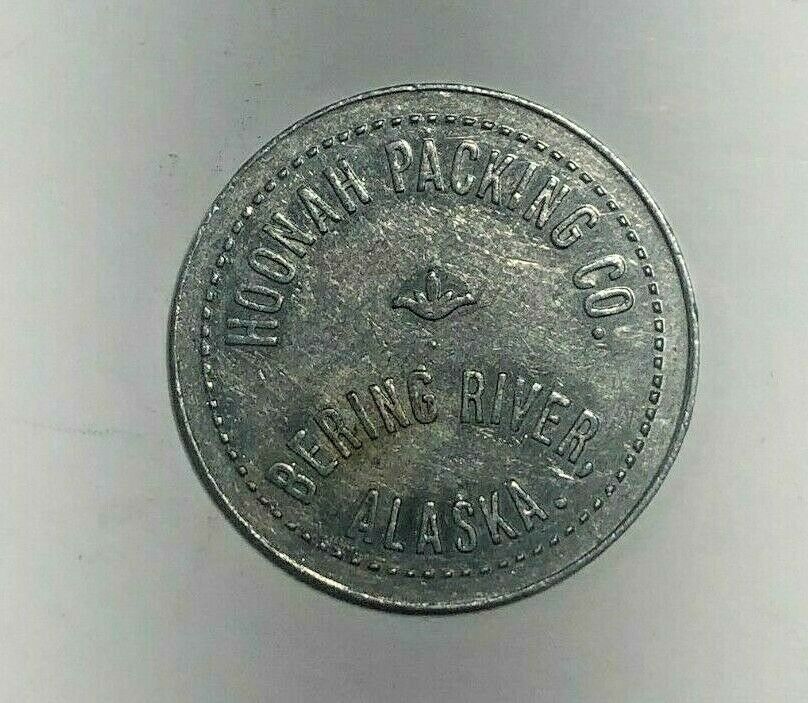 HOONAH PACKING CO.
BERING RIVER,
ALASKA.